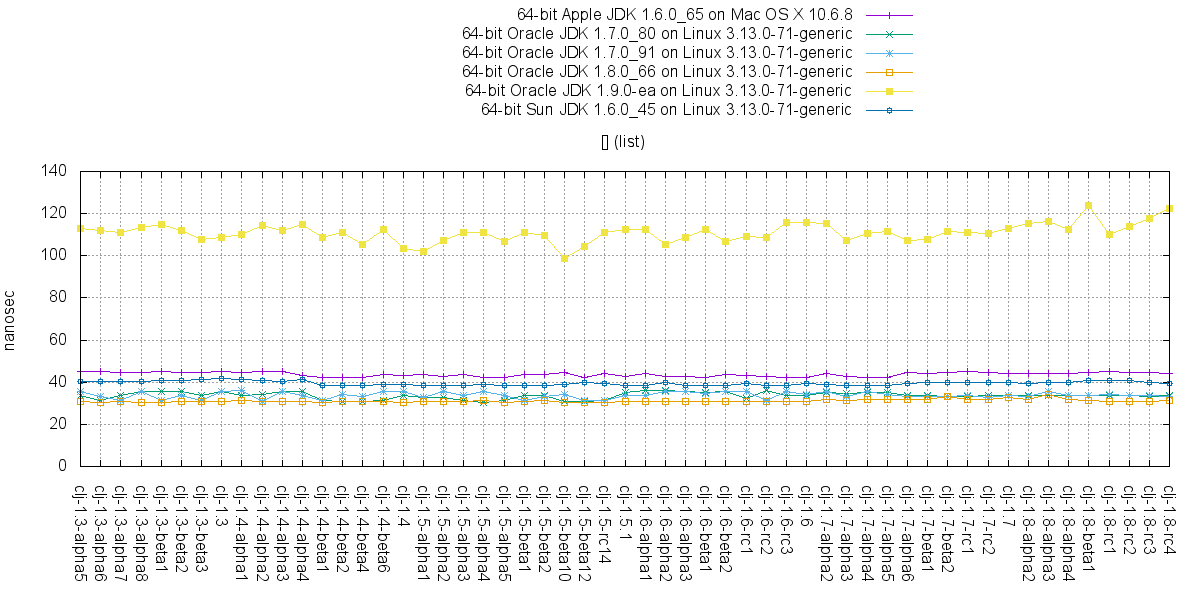 64-bit Apple JDK 1.6.0_65 on Mac OS X 10.6.8
64-bit Oracle JDK 1.7.0_80 on Linux 3.13.0-71-generic
64-bit Oracle JDK 1.7.0_91 on Linux 3.13.0-71-generic
64-bit Oracle JDK 1.8.0_66 on Linux 3.13.0-71-generic
64-bit Oracle JDK 1.9.0-ea on Linux 3.13.0-71-generic
64-bit Sun JDK 1.6.0_45 on Linux 3.13.0-71-generic
[] (list)
nanosec
140
120
100
80
60
40
20
0
clj-1.3-alpha5
clj-1.3-alpha6
clj-1.3-alpha7
clj-1.3-alpha8
clj-1.3-beta1
clj-1.3-beta2
clj-1.3-beta3
clj-1.3
clj-1.4-alpha1
clj-1.4-alpha2
clj-1.4-alpha3
clj-1.4-alpha4
clj-1.4-beta1
clj-1.4-beta2
clj-1.4-beta4
clj-1.4-beta6
clj-1.4
clj-1.5-alpha1
clj-1.5-alpha2
clj-1.5-alpha3
clj-1.5-alpha4
clj-1.5-alpha5
clj-1.5-beta1
clj-1.5-beta2
clj-1.5-beta10
clj-1.5-beta12
clj-1.5-rc14
clj-1.5.1
clj-1.6-alpha1
clj-1.6-alpha2
clj-1.6-alpha3
clj-1.6-beta1
clj-1.6-beta2
clj-1.6-rc1
clj-1.6-rc2
clj-1.6-rc3
clj-1.6
clj-1.7-alpha2
clj-1.7-alpha3
clj-1.7-alpha4
clj-1.7-alpha5
clj-1.7-alpha6
clj-1.7-beta1
clj-1.7-beta2
clj-1.7-rc1
clj-1.7-rc2
clj-1.7
clj-1.8-alpha2
clj-1.8-alpha3
clj-1.8-alpha4
clj-1.8-beta1
clj-1.8-rc1
clj-1.8-rc2
clj-1.8-rc3
clj-1.8-rc4